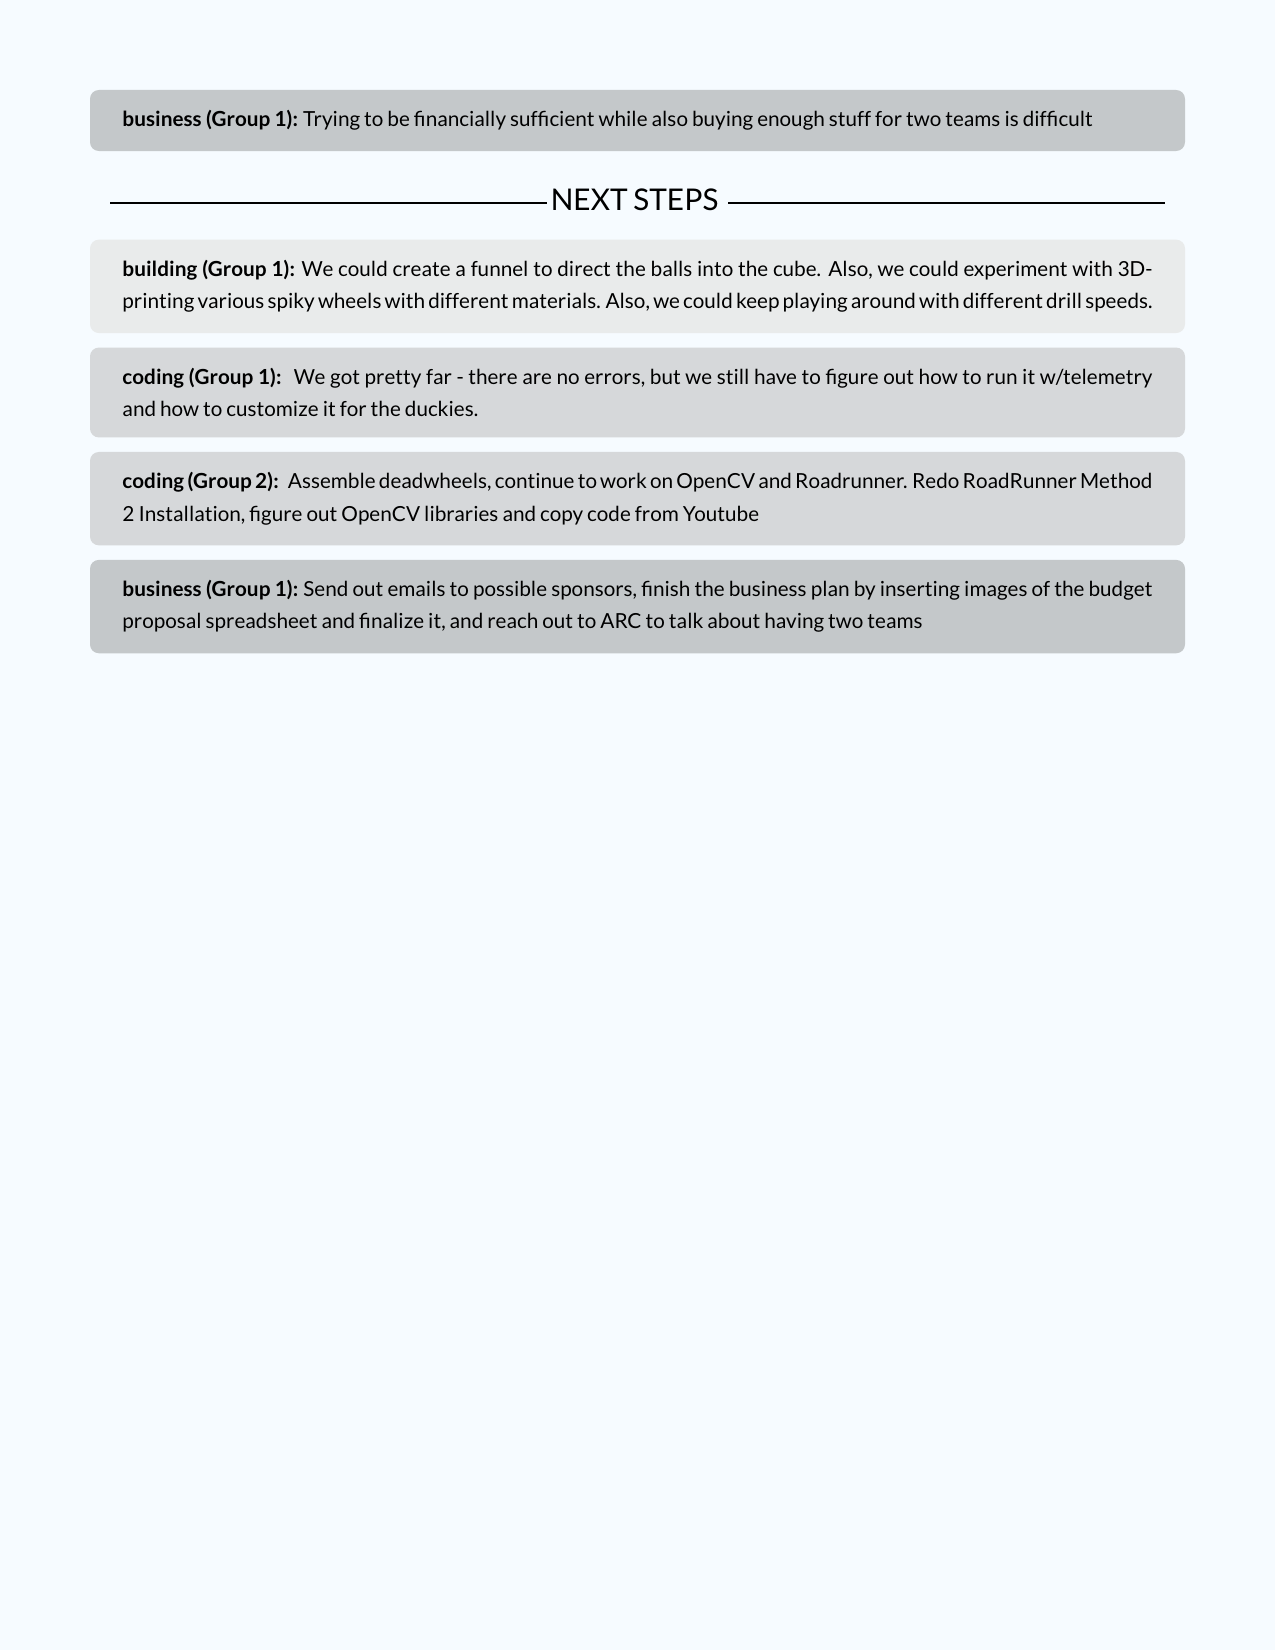 business (Group 1): Trying to be financially sufficient while also buying enough stuff for two teams is difficult
NEXT STEPS
building (Group 1): We could create a funnel to direct the balls into the cube. Also, we could experiment with 3D-
printing various spiky wheels with different materials. Also, we could keep playing around with different drill speeds.
coding (Group 1): We got pretty far - there are no errors, but we still have to figure out how to run it w/telemetry
and how to customize it for the duckies.
coding (Group 2): Assemble deadwheels, continue to work on OpenCV and Roadrunner. Redo RoadRunner Method
2 Installation, figure out OpenCV libraries and copy code from Youtube
business (Group 1): Send out emails to possible sponsors, finish the business plan by inserting images of the budget
proposal spreadsheet and finalize it, and reach out to ARC to talk about having two teams